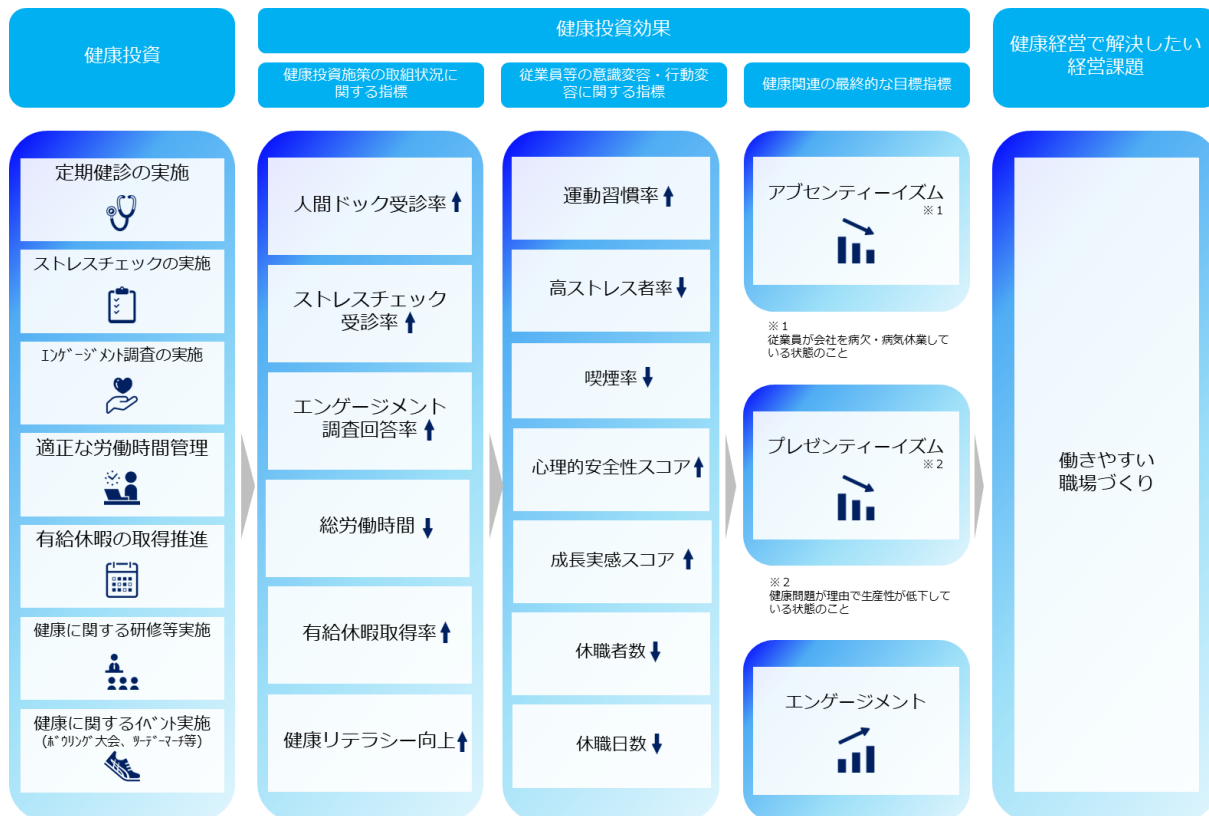 健康投資
健康投資効果
健康経営で解決したい
経営課題
健康投資施策の取組状況に
関する指標
従業員等の意識変容・行動変
容に関する指標
健康関連の最終的な目標指標
定期健診の実施
ストレスチェックの実施
ｴﾝｹﾞｰｼﾞﾒﾝﾄ調査の実施
適正な労働時間管理
有給休暇の取得推進
健康に関する研修等実施
健康に関するｲﾍﾞﾝﾄ実施
(ﾎﾞｳﾘﾝｸﾞ大会、ﾂｰﾃﾞｰﾏｰﾁ等)
人間ドック受診率
ストレスチェック
受診率
エンゲージメント
調査回答率
総労働時間
有給休暇取得率
健康リテラシー向上
運動習慣率
高ストレス者率
喫煙率
心理的安全性スコア
成長実感スコア
休職者数
休職日数
アブセンティーイズム
※1
※1
従業員が会社を病欠・病気休業して
いる状態のこと
プレゼンティーイズム
※2
※2
健康問題が理由で生産性が低下して
いる状態のこと
エンゲージメント
働きやすい
職場づくり